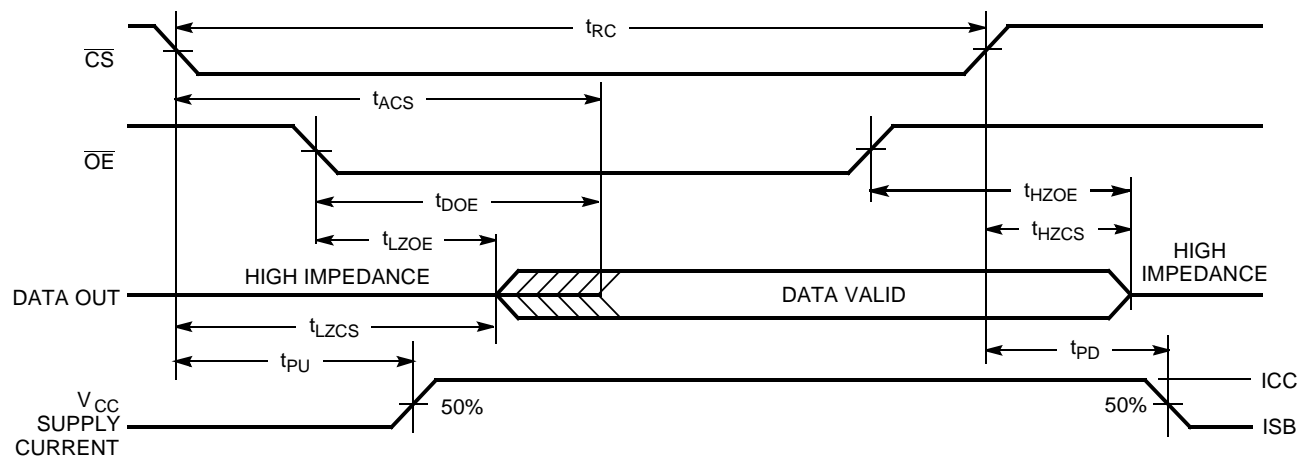 tRC
CS
tACS
OE
tDOE
tHZOE
tLZOE
tHZCS
HIGH IMPEDANCE
HIGH
IMPEDANCE
DATA OUT
DATA VALID
tLZCS
tPU
tPD
VCC
SUPPLY
CURRENT
50%
50%
ICC
ISB